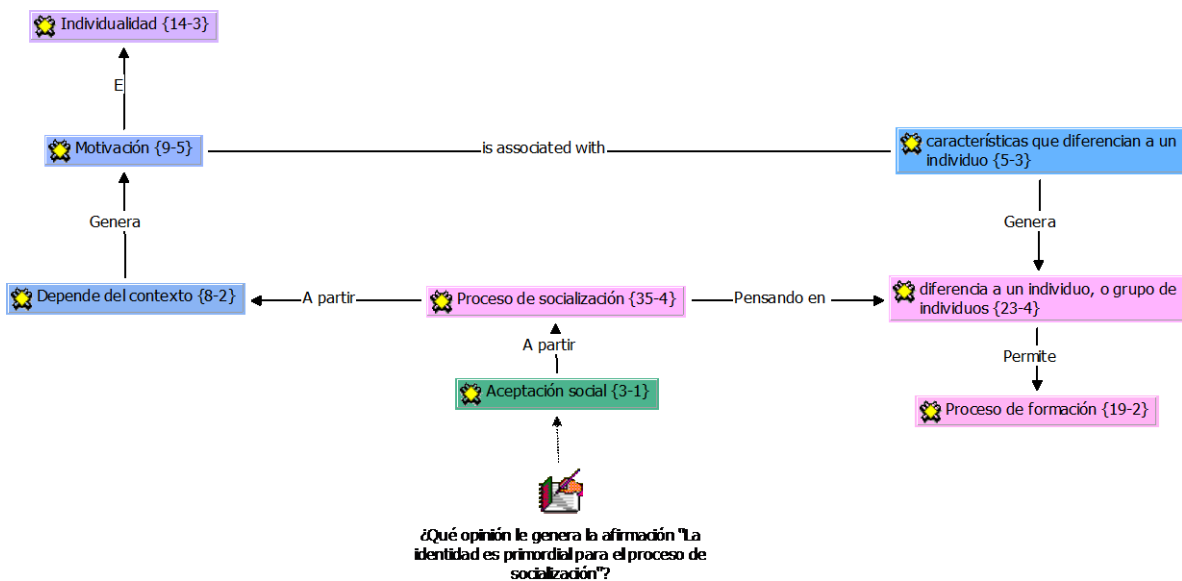 Individualidad {14-3}
E
Motivación {9-5}
is associated with
características que diferencian a un
individuo {5-3}
Genera
Genera
Depende del contexto {8-2}
A partir
Proceso de socialización {35-4}
Pensando en
diferencia a un individuo, o grupo de
individuos {23-4}
A partir
Permite
Aceptación social {3-1}
Proceso de formación {19-2}
¿Qué opinión le genera la afirmación "La
identidad es primordial para el proceso de
socialización"?